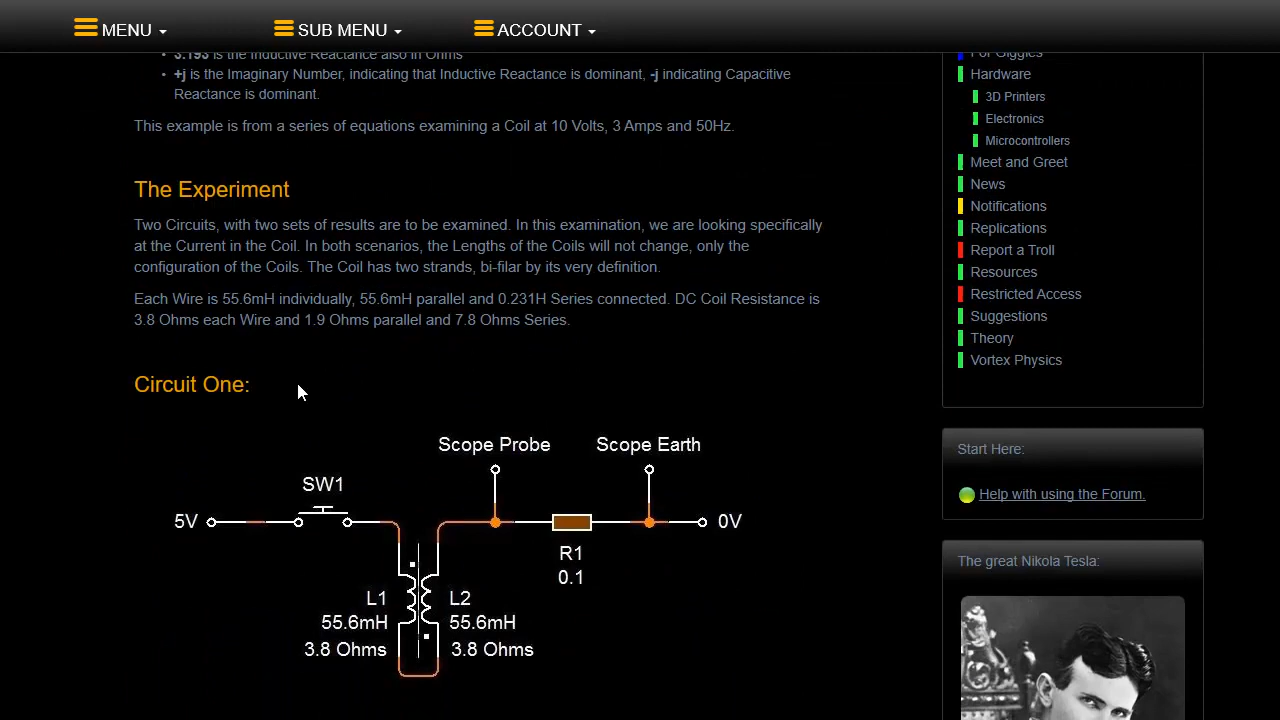 MENU
SUB MENU
ACCOUNT
• 3.193 is the Inductive Reactance also in Ohms
• +j is the Imaginary Number, indicating that Inductive Reactance is dominant, -j indicating Capacitive
Reactance is dominant.
This example is from a series of equations examining a Coil at 10 Volts, 3 Amps and 50Hz.
The Experiment
Two Circuits, with two sets of results are to be examined. In this examination, we are looking specifically
at the Current in the Coil. In both scenarios, the Lengths of the Coils will not change, only the
configuration of the Coils. The Coil has two strands, bi-filar by its very definition.
Each Wire is 55.6mH individually, 55.6mH parallel and 0.231H Series connected. DC Coil Resistance is
3.8 Ohms each Wire and 1.9 Ohms parallel and 7.8 Ohms Series.
Circuit One:
Scope Probe
Scope Earth
SW1
5V
0V
R1
0.1
L1
55.6mH
3.8 Ohms
L2
55.6mH
3.8 Ohms
For Giggles
Hardware
3D Printers
Electronics
Microcontrollers
Meet and Greet
News
Notifications
Replications
Report a Troll
Resources
Restricted Access
Suggestions
Theory
Vortex Physics
Start Here:
Help with using the Forum.
The great Nikola Tesla: